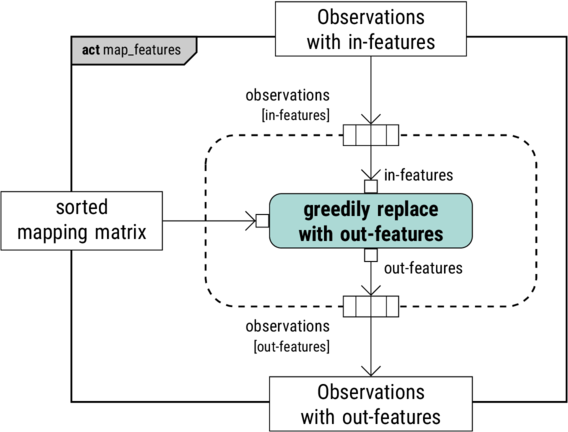 Observations
with in-features
act map_features
observations
[in-features]
in-features
sorted
mapping matrix
greedily replace
with out-features
out-features
observations
[out-features]
Observations
with out-features